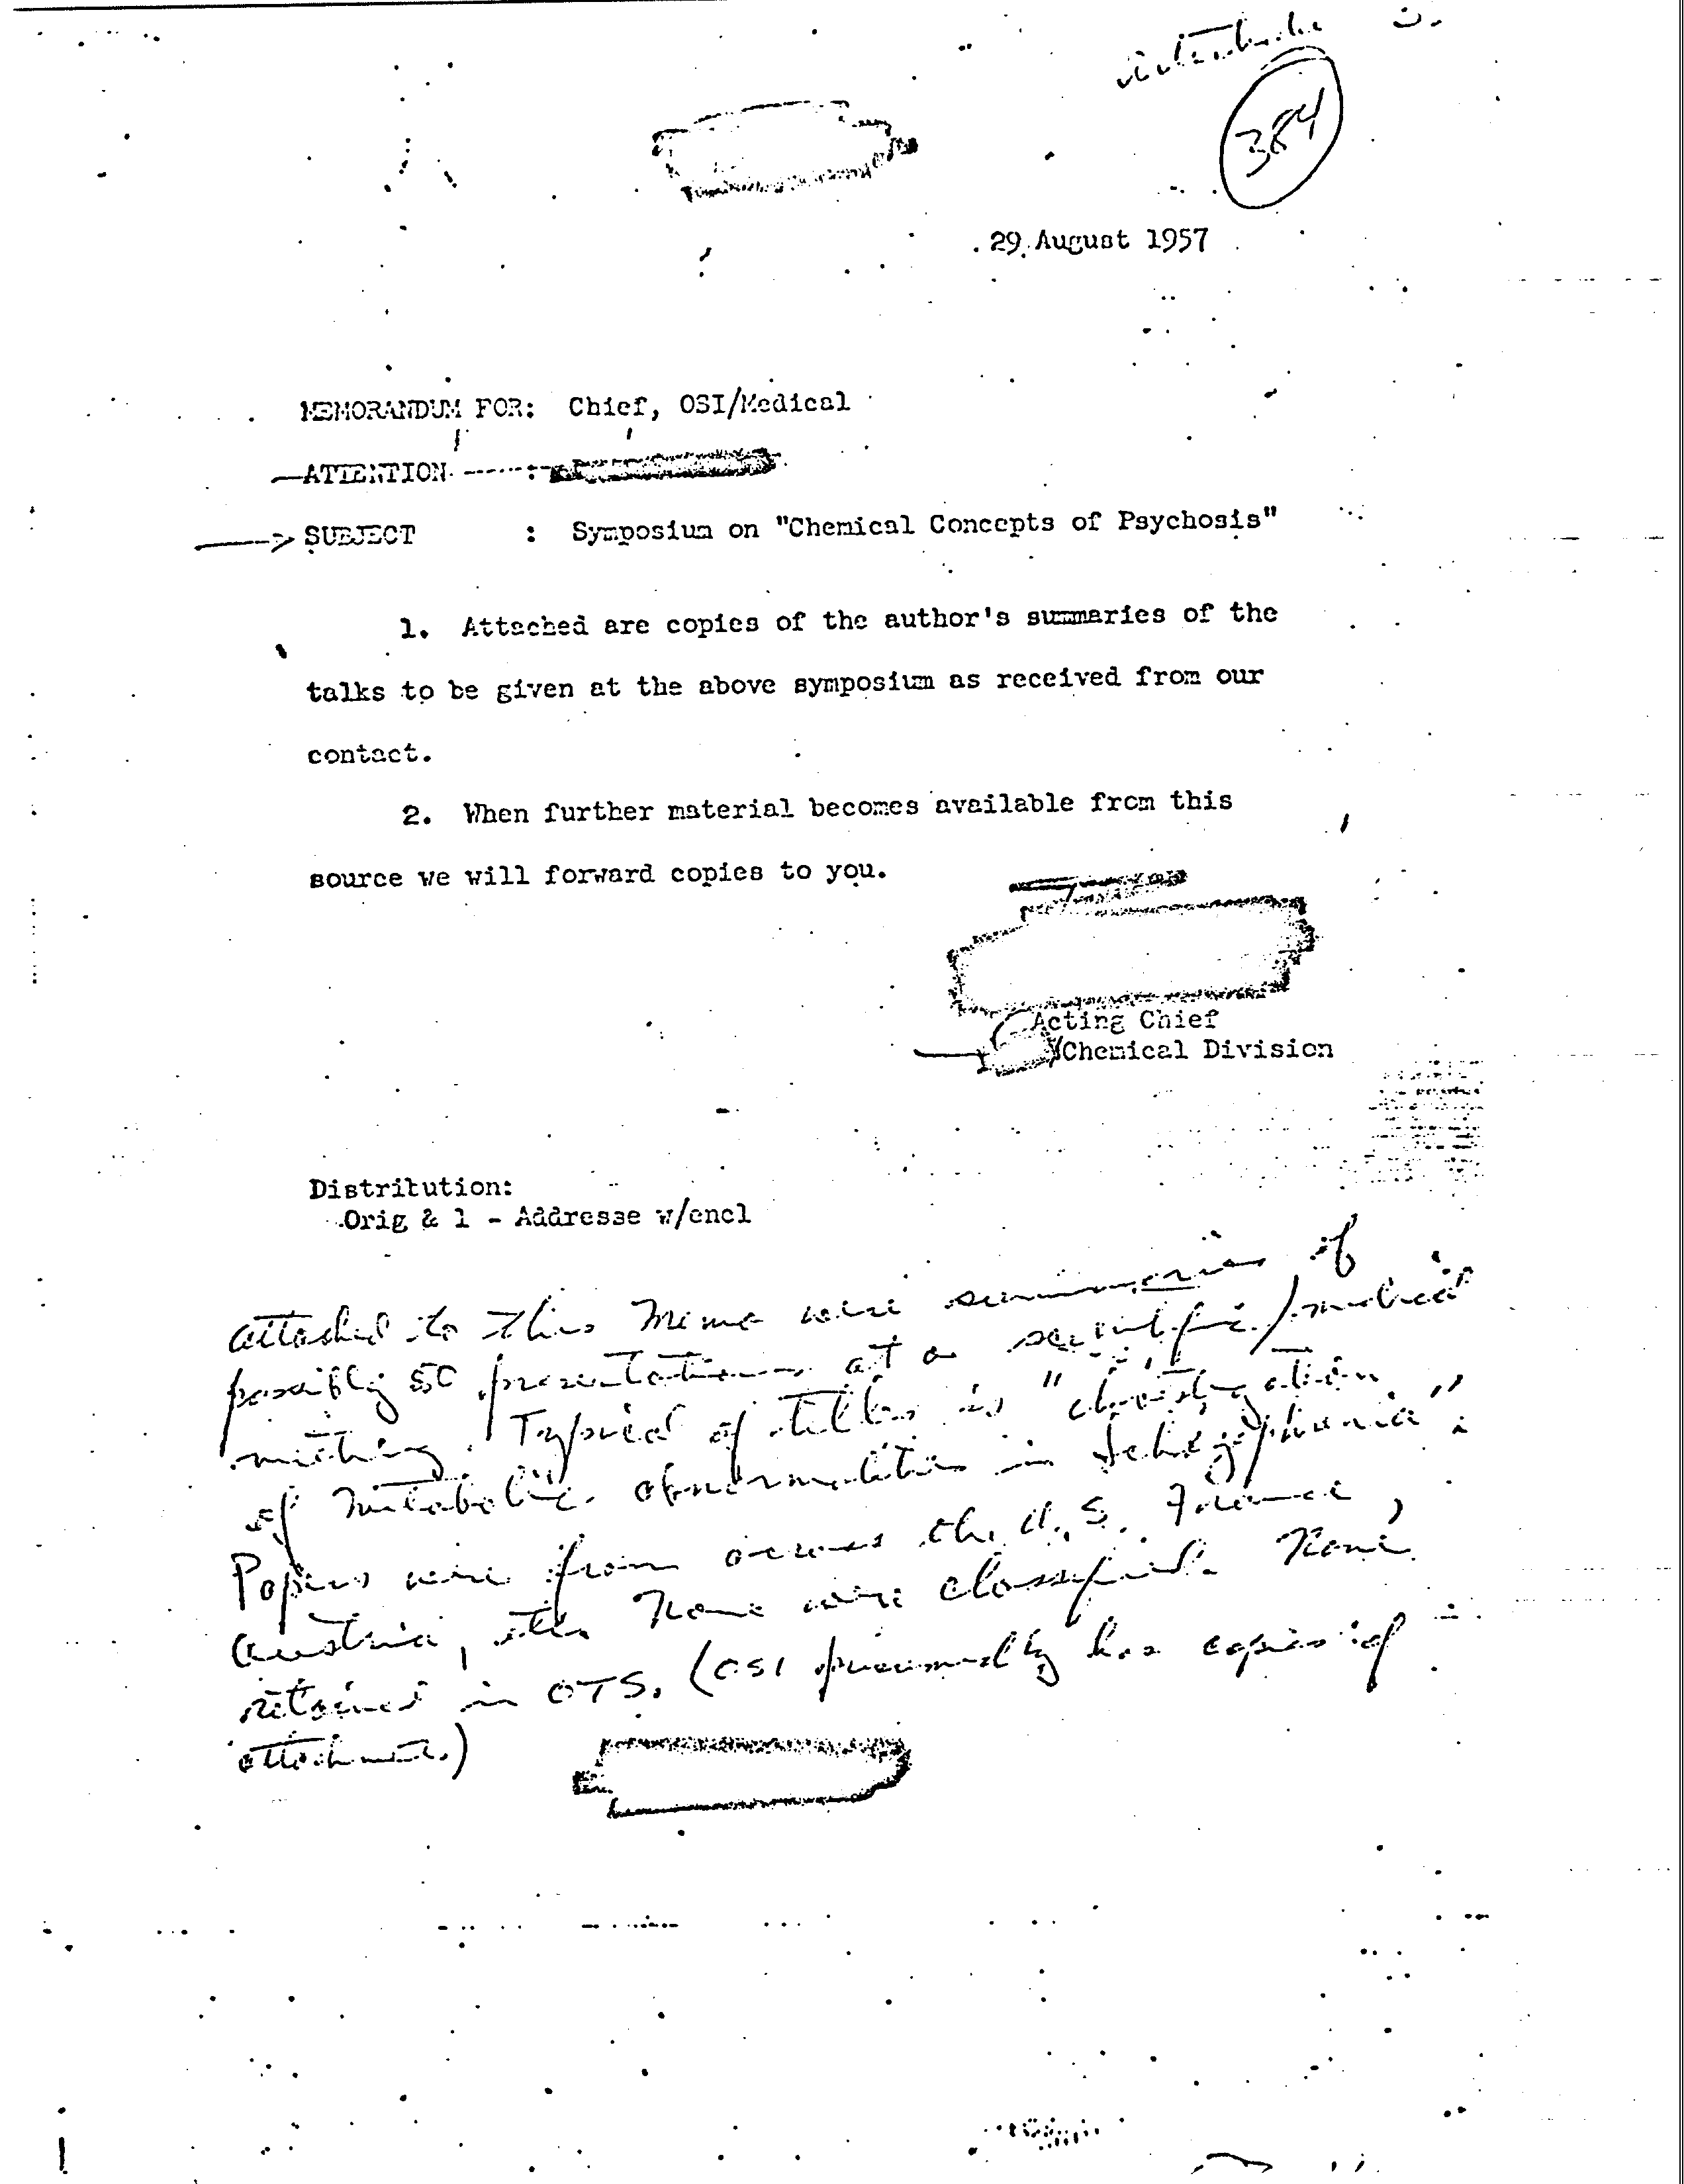 384
29 August 1957
MEMORANDUM FOR: Chief, OSI/Medical
ATTENTION :
SUBJECT : Symposium on "Chemical Concepts of Psychosis"
1. Attached are copies of the author's summaries of the
talks to be given at the above symposium as received from our
contact.
2. When further material becomes available from this
source we will forward copies to you.
Acting Chief
/Chemical Division
Distribution:
Orig & 1 - Addresse w/encl
attached to this memo were summaries of
possibly 50 presentations at a scientific/medical
meeting. Typical of titles is "
of metabolic abnormalities in Schizophrenia".
Papers were from across the U.S. France,
Austria, etc. None were classified. None
retained in OTS. (OSI presumably has copies of
attachment.)